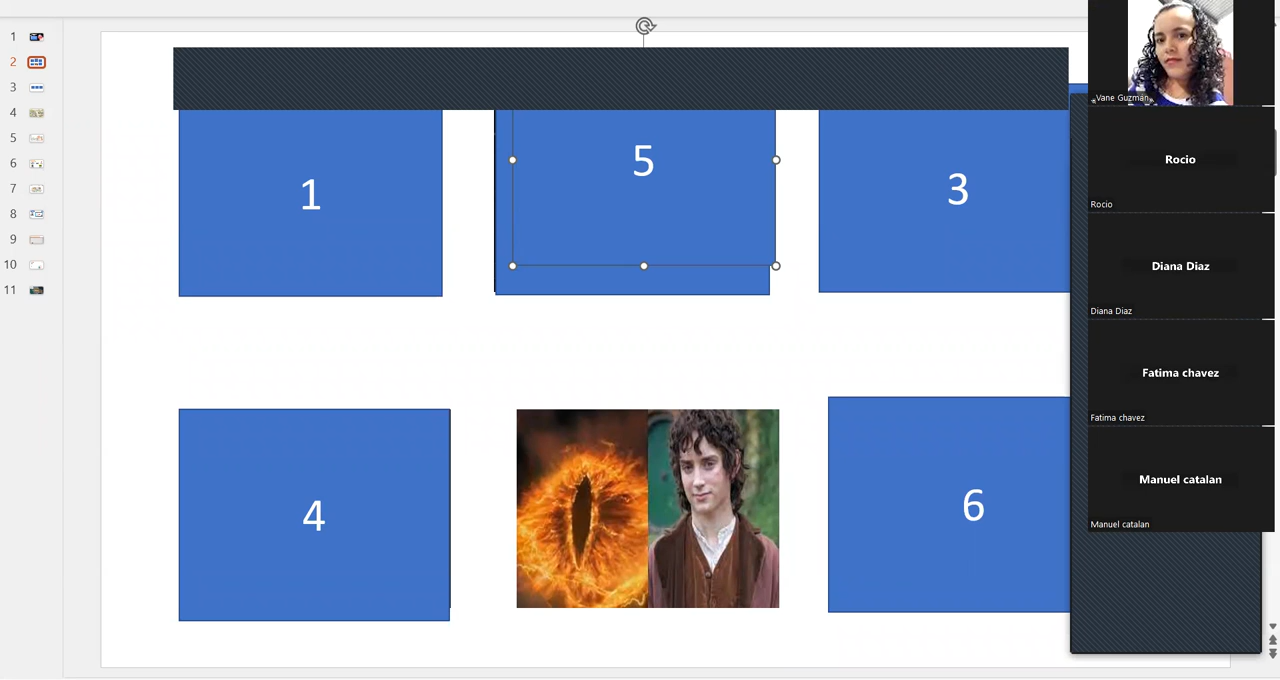 1
2
3
4
5
6
7
8
9
10
11
1
5
3
4
6
Vane Guzmán
Rocio
Rocio
Diana Diaz
Diana Diaz
Fatima chavez
Fatima chavez
Manuel catalan
Manuel catalan